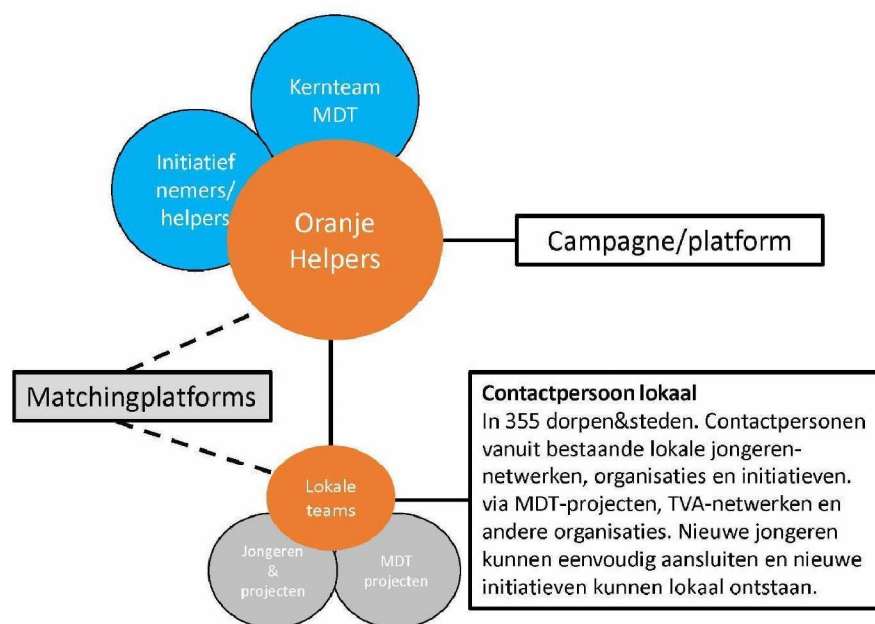 Kernteam
MDT
Initiatief
nemers/
helpers
Oranje
Helpers
Campagne/platform
Matchingplatforms
Contactpersoon lokaal
In 355 dorpen&steden. Contactpersonen
vanuit bestaande lokale jongeren-
netwerken, organisaties en initiatieven.
via MDT-projecten, TVA-netwerken en
andere organisaties. Nieuwe jongeren
kunnen eenvoudig aansluiten en nieuwe
initiatieven kunnen lokaal ontstaan.
Lokale
teams
Jongeren
&
projecten
MDT
projecten